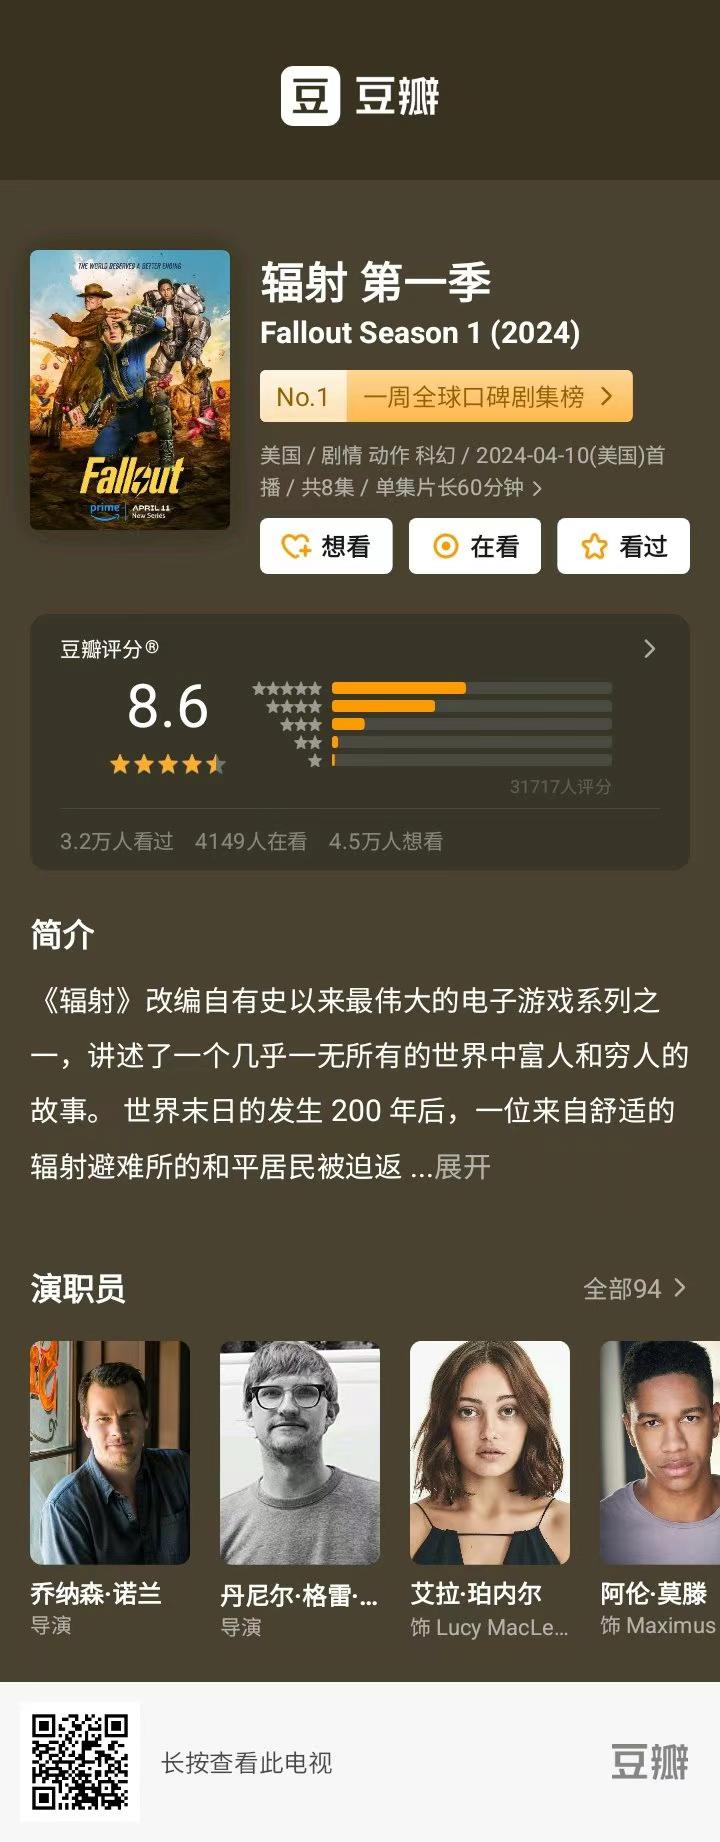 豆 豆瓣
THE WORLD DESERVED A BETTER ENDING
Fallout
prime
APRIL 11
New Series
辐射 第一季
Fallout Season 1 (2024)
No.1 一周全球口碑剧集榜
美国 / 剧情 动作 科幻 / 2024-04-10(美国)首
播 / 共8集 / 单集片长60分钟
想看 在看 看过
豆瓣评分®
8.6
31717人评分
3.2万人看过 4149人在看 4.5万人想看
简介
《辐射》改编自有史以来最伟大的电子游戏系列之
一，讲述了一个几乎一无所有的世界中富人和穷人的
故事。 世界末日的发生 200 年后，一位来自舒适的
辐射避难所的和平居民被迫返 ...展开
演职员 全部94
乔纳森·诺兰 丹尼尔·格雷·... 艾拉·珀内尔 阿伦·莫滕
导演 导演 饰 Lucy MacLe... 饰 Maximus
长按查看此电视 豆瓣